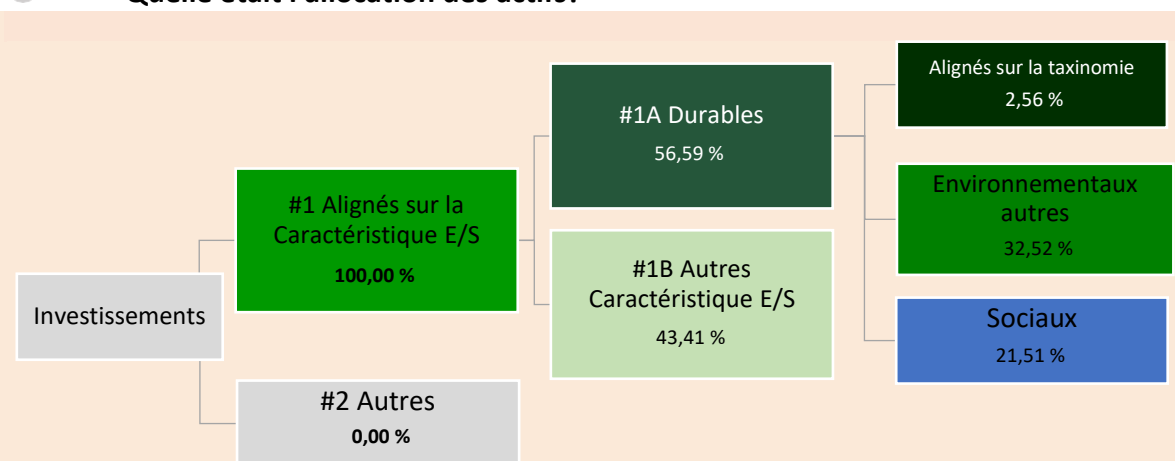 Quelle était l'allocation des actifs?
Investissements
#1 Alignés sur la
Caractéristique E/S
100,00 %
#2 Autres
0,00 %
#1A Durables
56,59 %
#1B Autres
Caractéristique E/S
43,41 %
Alignés sur la taxinomie
2,56 %
Environnementaux
autres
32,52 %
Sociaux
21,51 %